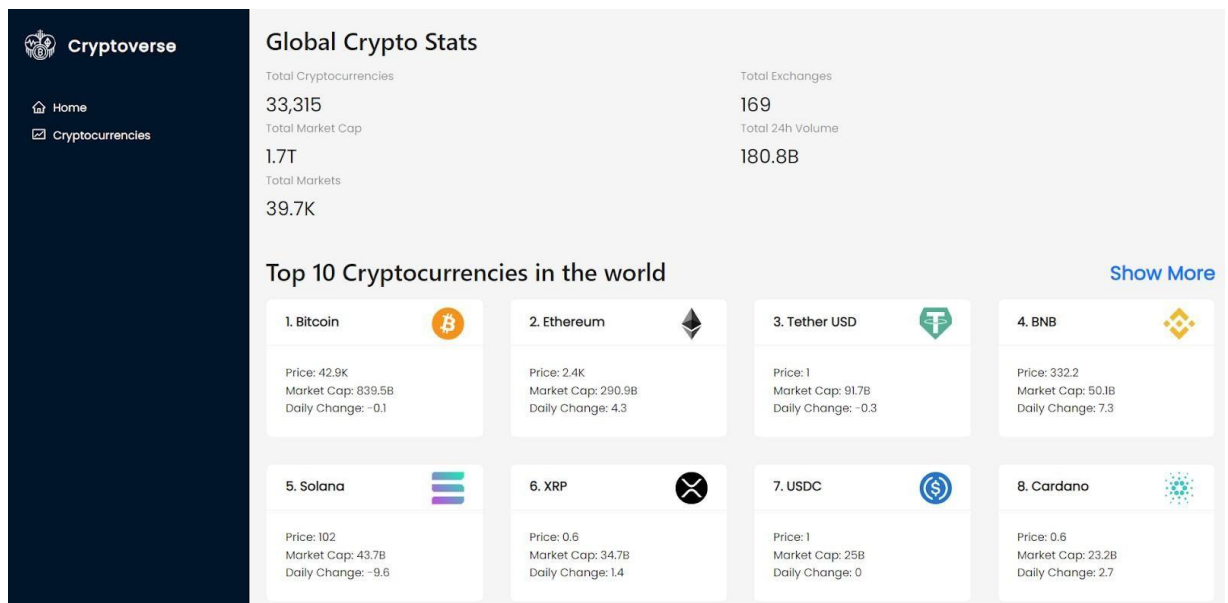 Cryptoverse
Home
Cryptocurrencies
Global Crypto Stats
Total Cryptocurrencies
33,315
Total Exchanges
169
Total Market Cap
1.7T
Total 24h Volume
180.8B
Total Markets
39.7K
Top 10 Cryptocurrencies in the world
Show More
1. Bitcoin
Price: 42.9K
Market Cap: 839.5B
Daily Change: -0.1
2. Ethereum
Price: 2.4K
Market Cap: 290.9B
Daily Change: 4.3
3. Tether USD
Price: 1
Market Cap: 91.7B
Daily Change: -0.3
4. BNB
Price: 332.2
Market Cap: 50.1B
Daily Change: 7.3
5. Solana
Price: 102
Market Cap: 43.7B
Daily Change: -9.6
6. XRP
Price: 0.6
Market Cap: 34.7B
Daily Change: 1.4
7. USDC
Price: 1
Market Cap: 25B
Daily Change: 0
8. Cardano
Price: 0.6
Market Cap: 23.2B
Daily Change: 2.7